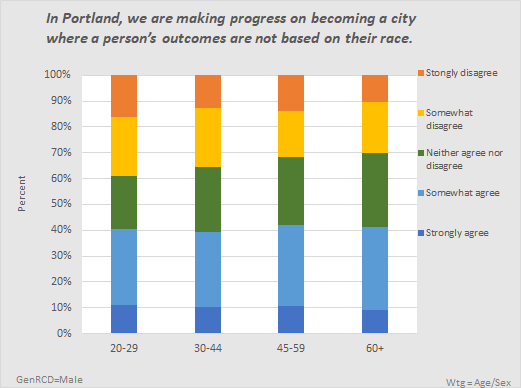 In Portland, we are making progress on becoming a city
where a person's outcomes are not based on their race.
100%
90%
80%
70%
60%
50%
40%
30%
20%
10%
0%
Percent
20-29
30-44
45-59
60+
Stongly disagree
Somewhat
disagree
Neither agree nor
disagree
Somewhat agree
Strongly agree
GenRCD=Male
Wtg = Age/Sex